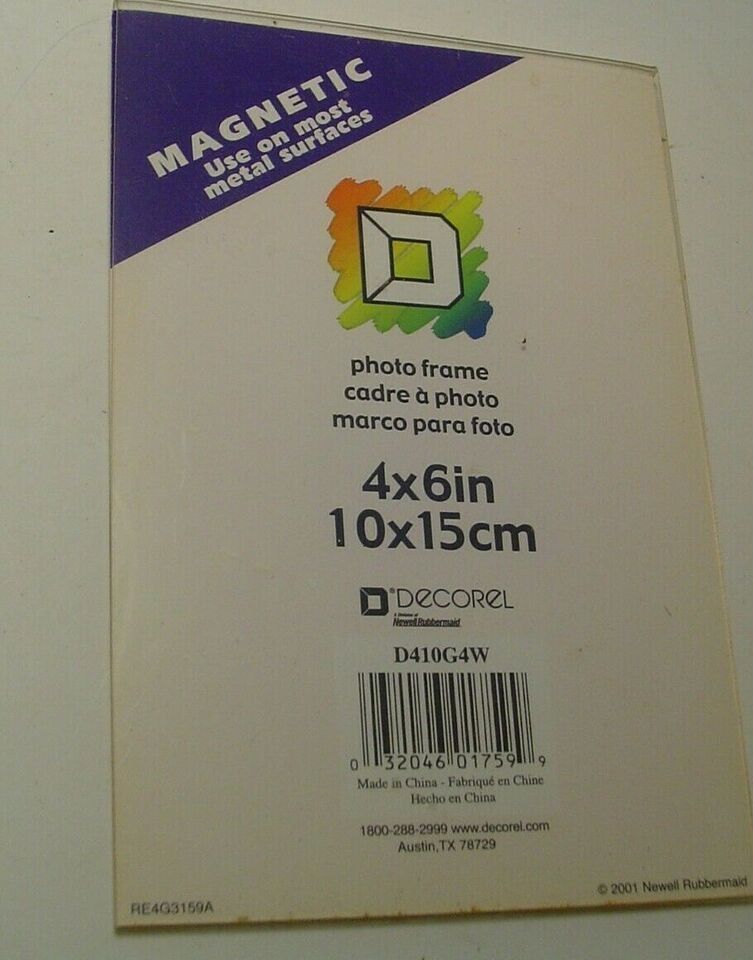 MAGNETIC
Use on most
metal surfaces
photo frame
cadre à photo
marco para foto
4x6in
10x15cm
®DECOREL
A Division of
Newell Rubbermaid
D410G4W
0 32046 01759 9
Made in China - Fabriqué en Chine
Hecho en China
1800-288-2999 www.decorel.com
Austin,TX 78729
© 2001 Newell Rubbermaid
RE4G3159A